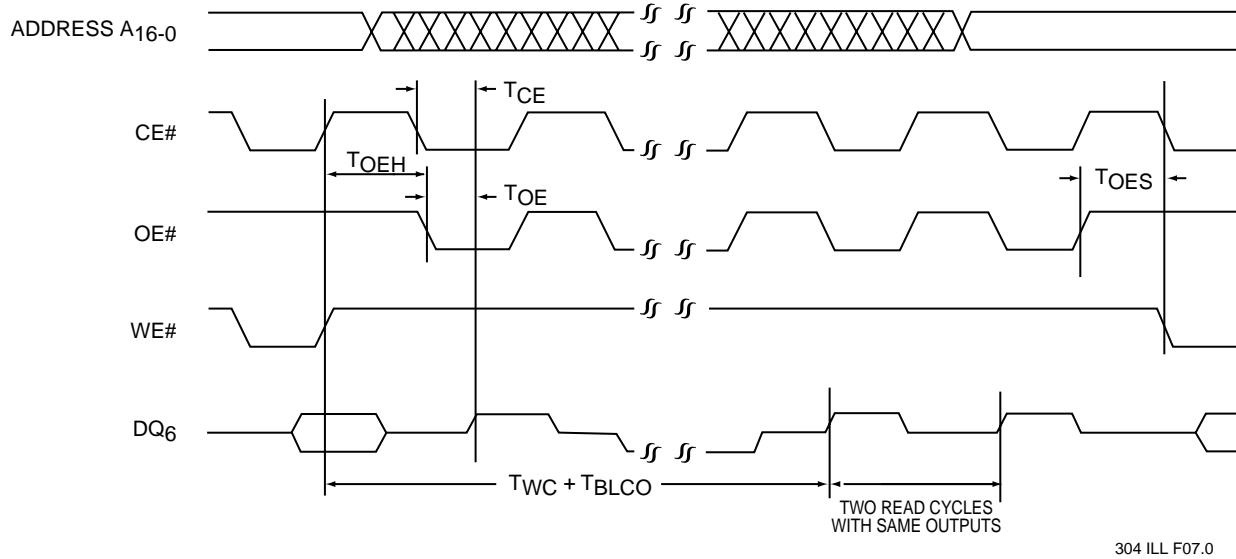 ADDRESS A16-0
TCE
CE#
TOEH
TOE
TOES
OE#
WE#
DQ6
TWC + TBLCO
TWO READ CYCLES
WITH SAME OUTPUTS
304 ILL F07.0